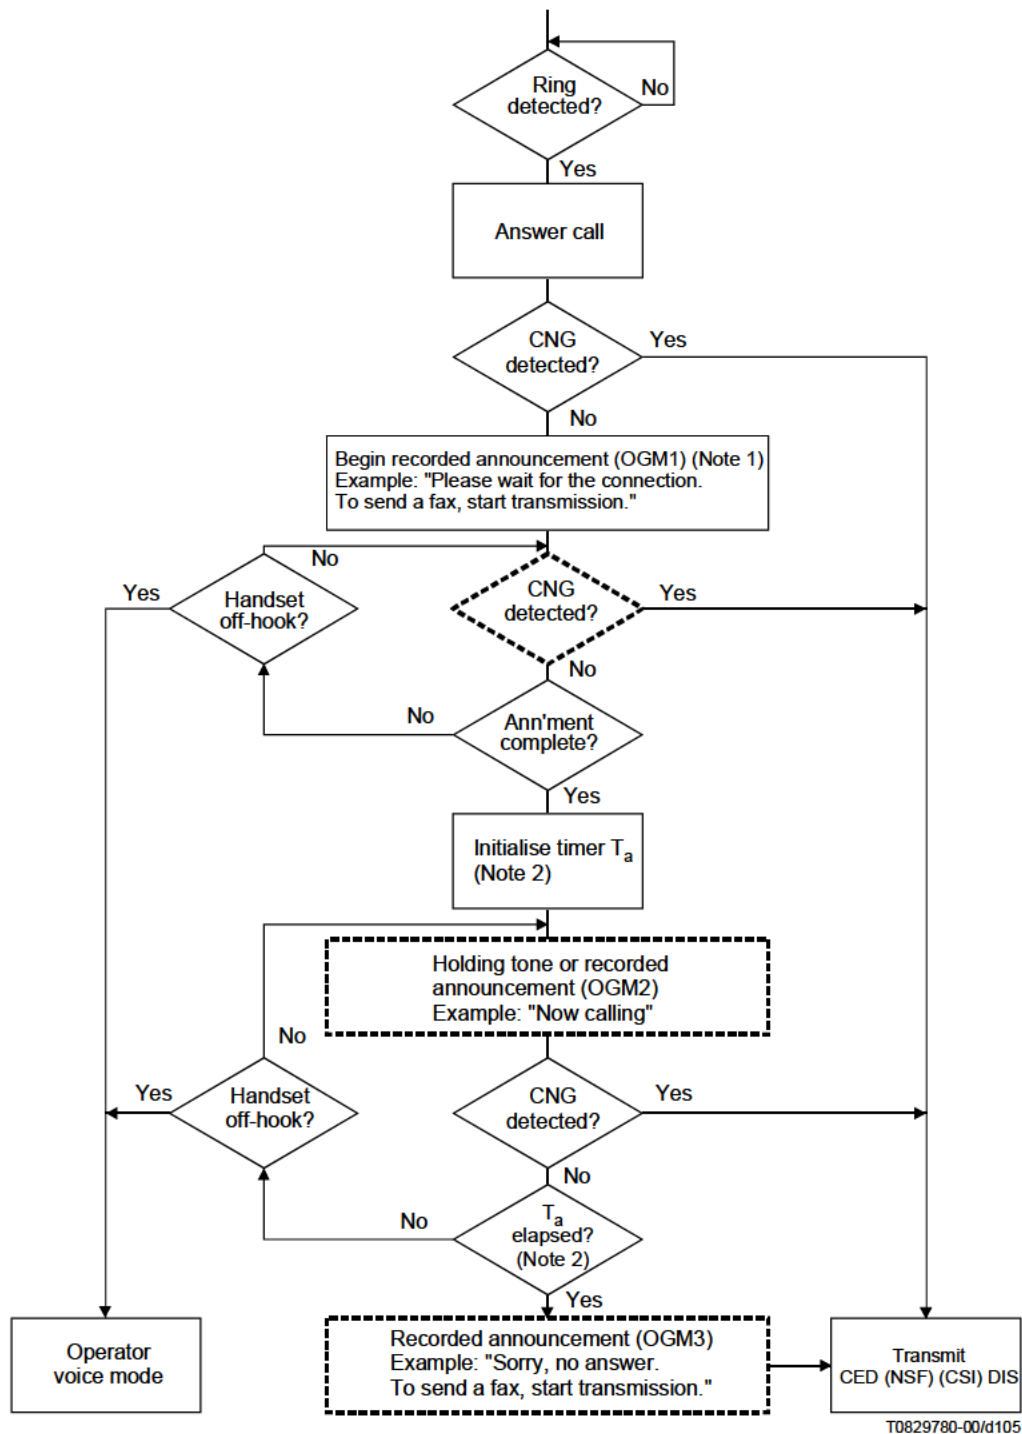 Ring
detected?
No
Yes
Answer call
CNG
detected?
Yes
No
Begin recorded announcement (OGM1) (Note 1)
Example: "Please wait for the connection.
To send a fax, start transmission."
No
Yes
Handset
off-hook?
CNG
detected?
Yes
No
No
Ann'ment
complete?
Yes
Initialise timer Ta
(Note 2)
Holding tone or recorded
announcement (OGM2)
Example: "Now calling"
No
Yes
Handset
off-hook?
CNG
detected?
Yes
No
No
Ta
elapsed?
(Note 2)
Yes
Operator
voice mode
Recorded announcement (OGM3)
Example: "Sorry, no answer.
To send a fax, start transmission."
Transmit
CED (NSF) (CSI) DIS
T0829780-00/d105